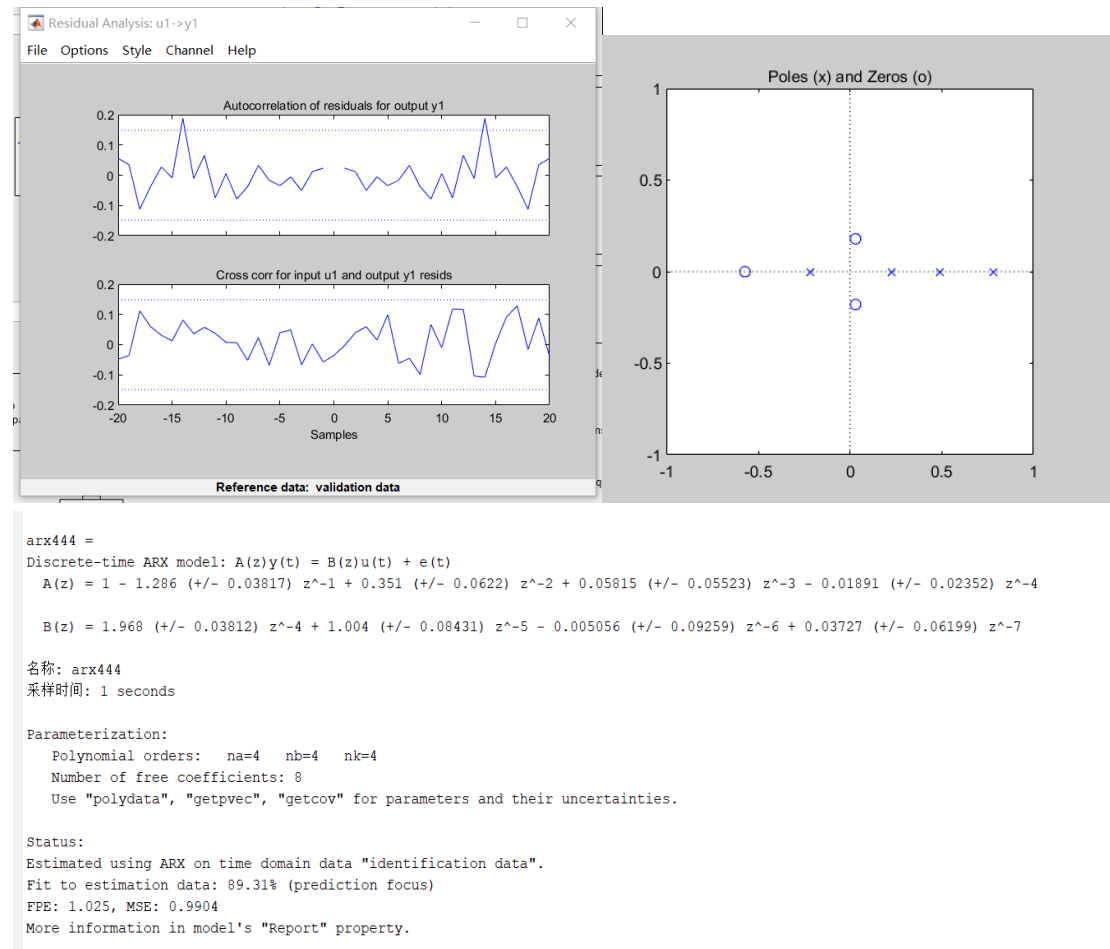 Residual Analysis: u1->y1
File Options Style Channel Help
Autocorrelation of residuals for output y1
0.2
0.1
0
-0.1
-0.2
Cross corr for input u1 and output y1 resids
0.2
0.1
0
-0.1
-0.2
-20 -15 -10 -5 0 5 10 15 20
Samples
Reference data: validation data
Poles (x) and Zeros (o)
1
0.5
0
-0.5
-1
-1 -0.5 0 0.5 1
arx444 =
Discrete-time ARX model: A(z)y(t) = B(z)u(t) + e(t)
A(z) = 1 - 1.286 (+/- 0.03817) z^-1 + 0.351 (+/- 0.0622) z^-2 + 0.05815 (+/- 0.05523) z^-3 - 0.01891 (+/- 0.02352) z^-4
B(z) = 1.968 (+/- 0.03812) z^-4 + 1.004 (+/- 0.08431) z^-5 - 0.005056 (+/- 0.09259) z^-6 + 0.03727 (+/- 0.06199) z^-7
名称: arx444
采样时间: 1 seconds
Parameterization:
Polynomial orders: na=4 nb=4 nk=4
Number of free coefficients: 8
Use "polydata", "getpvec", "getcov" for parameters and their uncertainties.
Status:
Estimated using ARX on time domain data "identification data".
Fit to estimation data: 89.31% (prediction focus)
FPE: 1.025, MSE: 0.9904
More information in model's "Report" property.